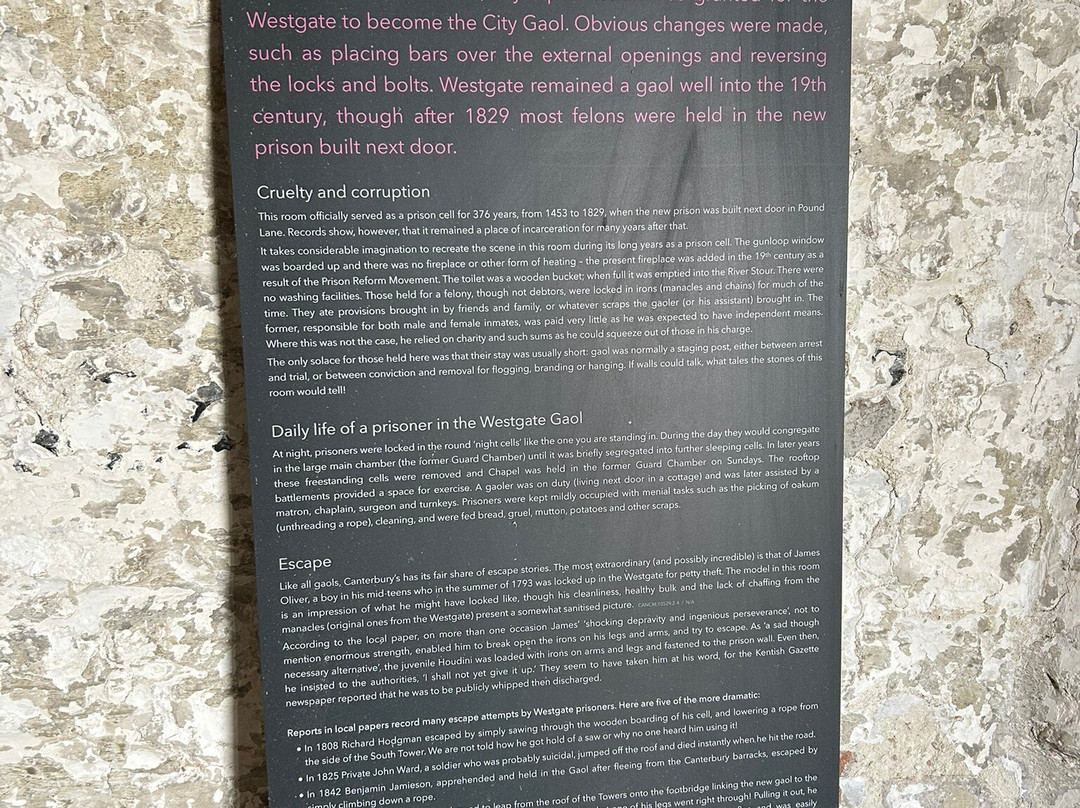 granted for the
Westgate to become the City Gaol. Obvious changes were made,
such as placing bars over the external openings and reversing
the locks and bolts. Westgate remained a gaol well into the 19th
century, though after 1829 most felons were held in the new
prison built next door.
Cruelty and corruption
This room officially served as a prison cell for 376 years, from 1453 to 1829, when the new prison was built next door in Pound
Lane. Records show, however, that it remained a place of incarceration for many years after that.
It takes considerable imagination to recreate the scene in this room during its long years as a prison cell. The gunloop window
was boarded up and there was no fireplace or other form of heating – the present fireplace was added in the 19th century as a
result of the Prison Reform Movement. The toilet was a wooden bucket; when full it was emptied into the River Stour. There were
no washing facilities. Those held for a felony, though not debtors, were locked in irons (manacles and chains) for much of the
time. They ate provisions brought in by friends and family, or whatever scraps the gaoler (or his assistant) brought in. The
former, responsible for both male and female inmates, was paid very little as he was expected to have independent means.
Where this was not the case, he relied on charity and such sums as he could squeeze out of those in his charge.
The only solace for those held here was that their stay was usually short: gaol was normally a staging post, either between arrest
and trial, or between conviction and removal for flogging, branding or hanging. If walls could talk, what tales the stones of this
room would tell!
Daily life of a prisoner in the Westgate Gaol
At night, prisoners were locked in the round 'night cells' like the one you are standing in. During the day they would congregate
in the large main chamber (the former Guard Chamber) until it was briefly segregated into further sleeping cells. In later years
these freestanding cells were removed and Chapel was held in the former Guard Chamber on Sundays. The rooftop
battlements provided a space for exercise. A gaoler was on duty (living next door in a cottage) and was later assisted by a
matron, chaplain, surgeon and turnkeys. Prisoners were kept mildly occupied with menial tasks such as the picking of oakum
(unthreading a rope), cleaning, and were fed bread, gruel, mutton, potatoes and other scraps.
Escape
Like all gaols, Canterbury's has its fair share of escape stories. The most extraordinary (and possibly incredible) is that of James
Oliver, a boy in his mid-teens who in the summer of 1793 was locked up in the Westgate for petty theft. The model in this room
is an impression of what he might have looked like, though his cleanliness, healthy bulk and the lack of chaffing from the
manacles (original ones from the Westgate) present a somewhat sanitised picture.
According to the local paper, on more than one occasion James' 'shocking depravity and ingenious perseverance', not to
mention enormous strength, enabled him to break open the irons on his legs and arms, and try to escape. As 'a sad though
necessary alternative', the juvenile Houdini was loaded with irons on arms and legs and fastened to the prison wall. Even then,
he insisted to the authorities, 'I shall not yet give it up.' They seem to have taken him at his word, for the Kentish Gazette
newspaper reported that he was to be publicly whipped then discharged.
Reports in local papers record many escape attempts by Westgate prisoners. Here are five of the more dramatic:
• In 1808 Richard Hodgman escaped by simply sawing through the wooden boarding of his cell, and lowering a rope from
the side of the South Tower. We are not told how he got hold of a saw or why no one heard him using it!
• In 1825 Private John Ward, a soldier who was probably suicidal, jumped off the roof and died instantly when he hit the road.
• In 1842 Benjamin Jamieson, apprehended and held in the Gaol after fleeing from the Canterbury barracks, escaped by
simply climbing down a rope.
to leap from the roof of the Towers onto the footbridge linking the new gaol to the
of his legs went right through! Pulling it out, he
and was easily